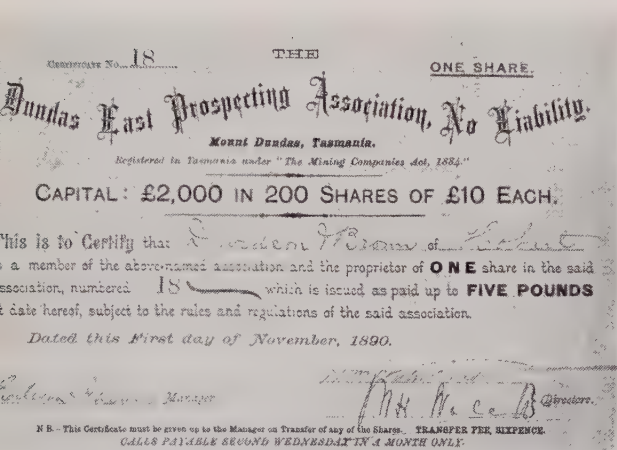 THE
CERTIFICATE No. 18
ONE SHARE.
Dundas East Prospecting Association, No Liability.
Mount Dundas, Tasmania.
Registered in Tasmania under "The Mining Companies Act, 1884."
CAPITAL: £2,000 IN 200 SHARES OF £10 EACH.
This is to Certify that of
a member of the above-named association and the proprietor of ONE share in the said
association, numbered 18 which is issued as paid up to FIVE POUNDS
date hereof, subject to the rules and regulations of the said association.
Dated this First day of November, 1890.
Manager
Directors.
N B.—This Certificate must be given up to the Manager on Transfer of any of the Shares. TRANSFER FEE, SIXPENCE.
CALLS PAYABLE SECOND WEDNESDAY IN A MONTH ONLY.